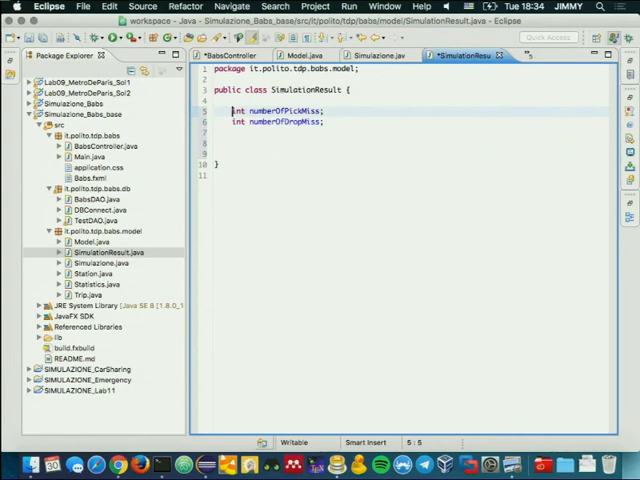 Eclipse File Edit Source Refactor Navigate Search Project Run Window Help Tue 18:34 JIMMY
workspace - Simulazione_Babs_base/src/it/polito/tdp/babs/model/SimulationResult.java - Eclipse
Quick Access
Package Explorer
*BabsController
Model.java
Simulazione.jav
*SimulationResu
Lab09_MetroDeParis_Sol1
Lab09_MetroDeParis_Sol2
Simulazione_Babs
Simulazione_Babs_base
src
it.polito.tdp.babs
BabsController.java
Main.java
application.css
Babs.fxml
it.polito.tdp.babs.db
BabsDAO.java
DBConnect.java
TestDAO.java
it.polito.tdp.babs.model
Model.java
SimulationResult.java
Simulazione.java
Station.java
Statistics.java
Trip.java
JRE System Library [Java SE 8 [1.8.0_
JavaFX SDK
Referenced Libraries
lib
build.fxbuild
README.md
SIMULAZIONE_CarSharing
SIMULAZIONE_Emergency
SIMULAZIONE_Lab11
1 package it.polito.tdp.babs.model;
2
3 public class SimulationResult {
4
5 int numberOfPickMiss;
6 int numberOfDropMiss;
7
8
9
10 }
11
Writable Smart Insert 5 : 5